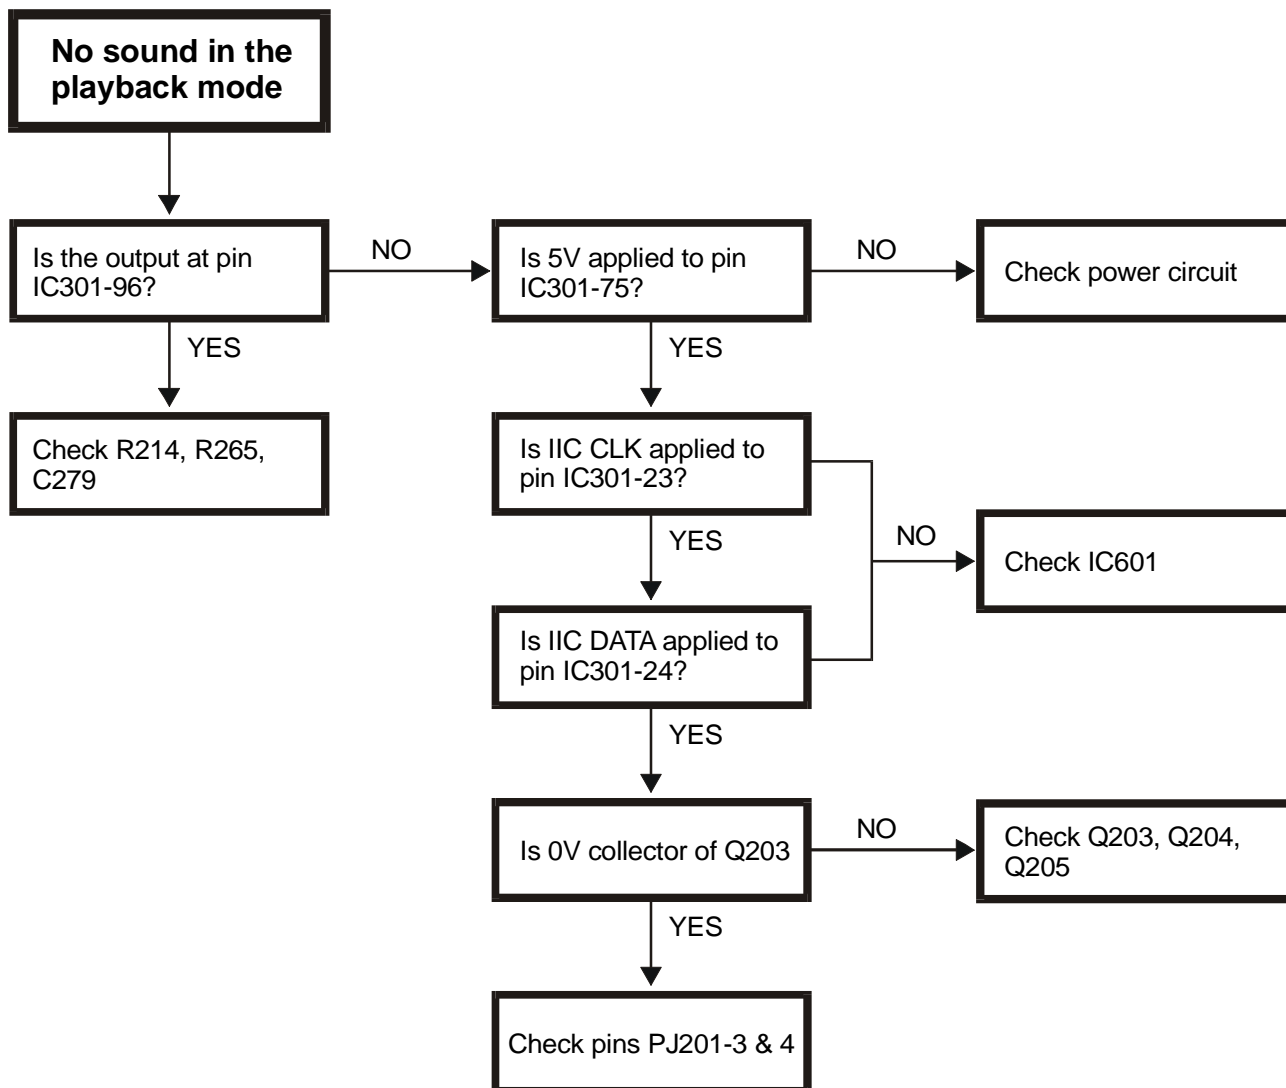 No sound in the
playback mode
Is the output at pin
IC301-96?
NO
Is 5V applied to pin
IC301-75?
NO
Check power circuit
YES
YES
Check R214, R265,
C279
Is IIC CLK applied to
pin IC301-23?
YES
NO
Check IC601
Is IIC DATA applied to
pin IC301-24?
YES
Is 0V collector of Q203
NO
Check Q203, Q204,
Q205
YES
Check pins PJ201-3 & 4